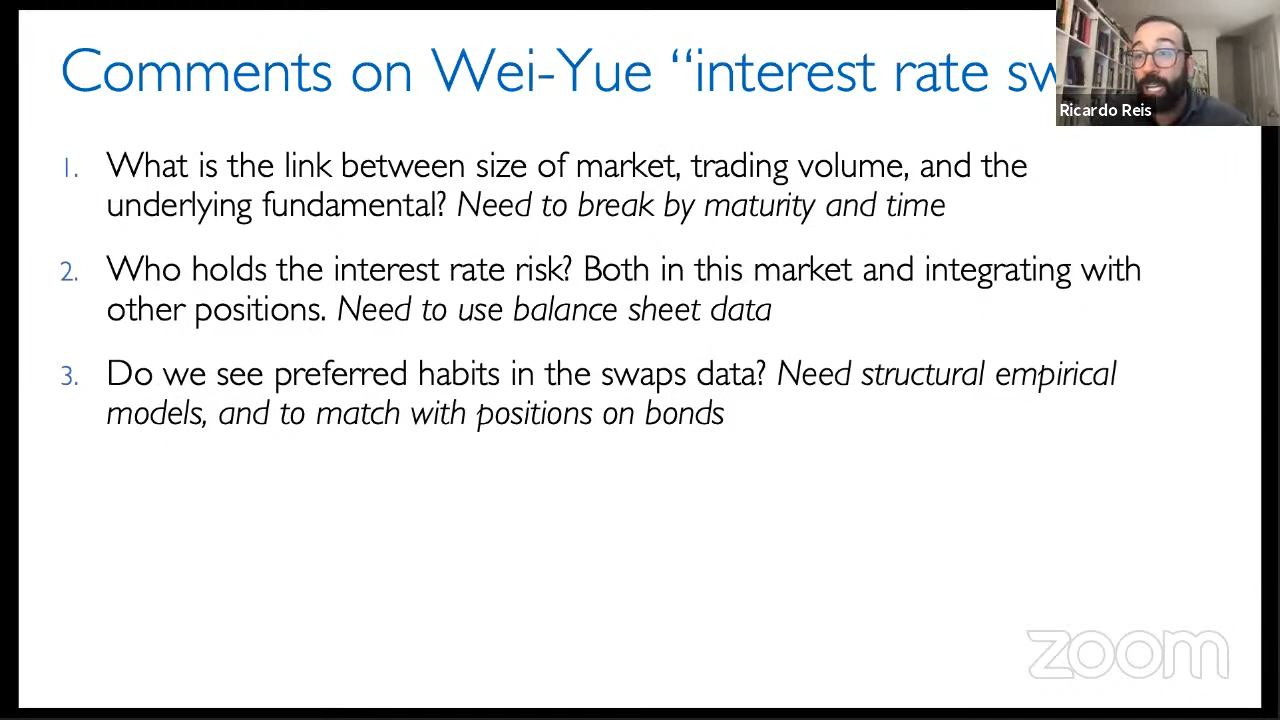 Comments on Wei-Yue “interest rate sw
Ricardo Reis
1. What is the link between size of market, trading volume, and the
underlying fundamental? Need to break by maturity and time
2. Who holds the interest rate risk? Both in this market and integrating with
other positions. Need to use balance sheet data
3. Do we see preferred habits in the swaps data? Need structural empirical
models, and to match with positions on bonds
zoom